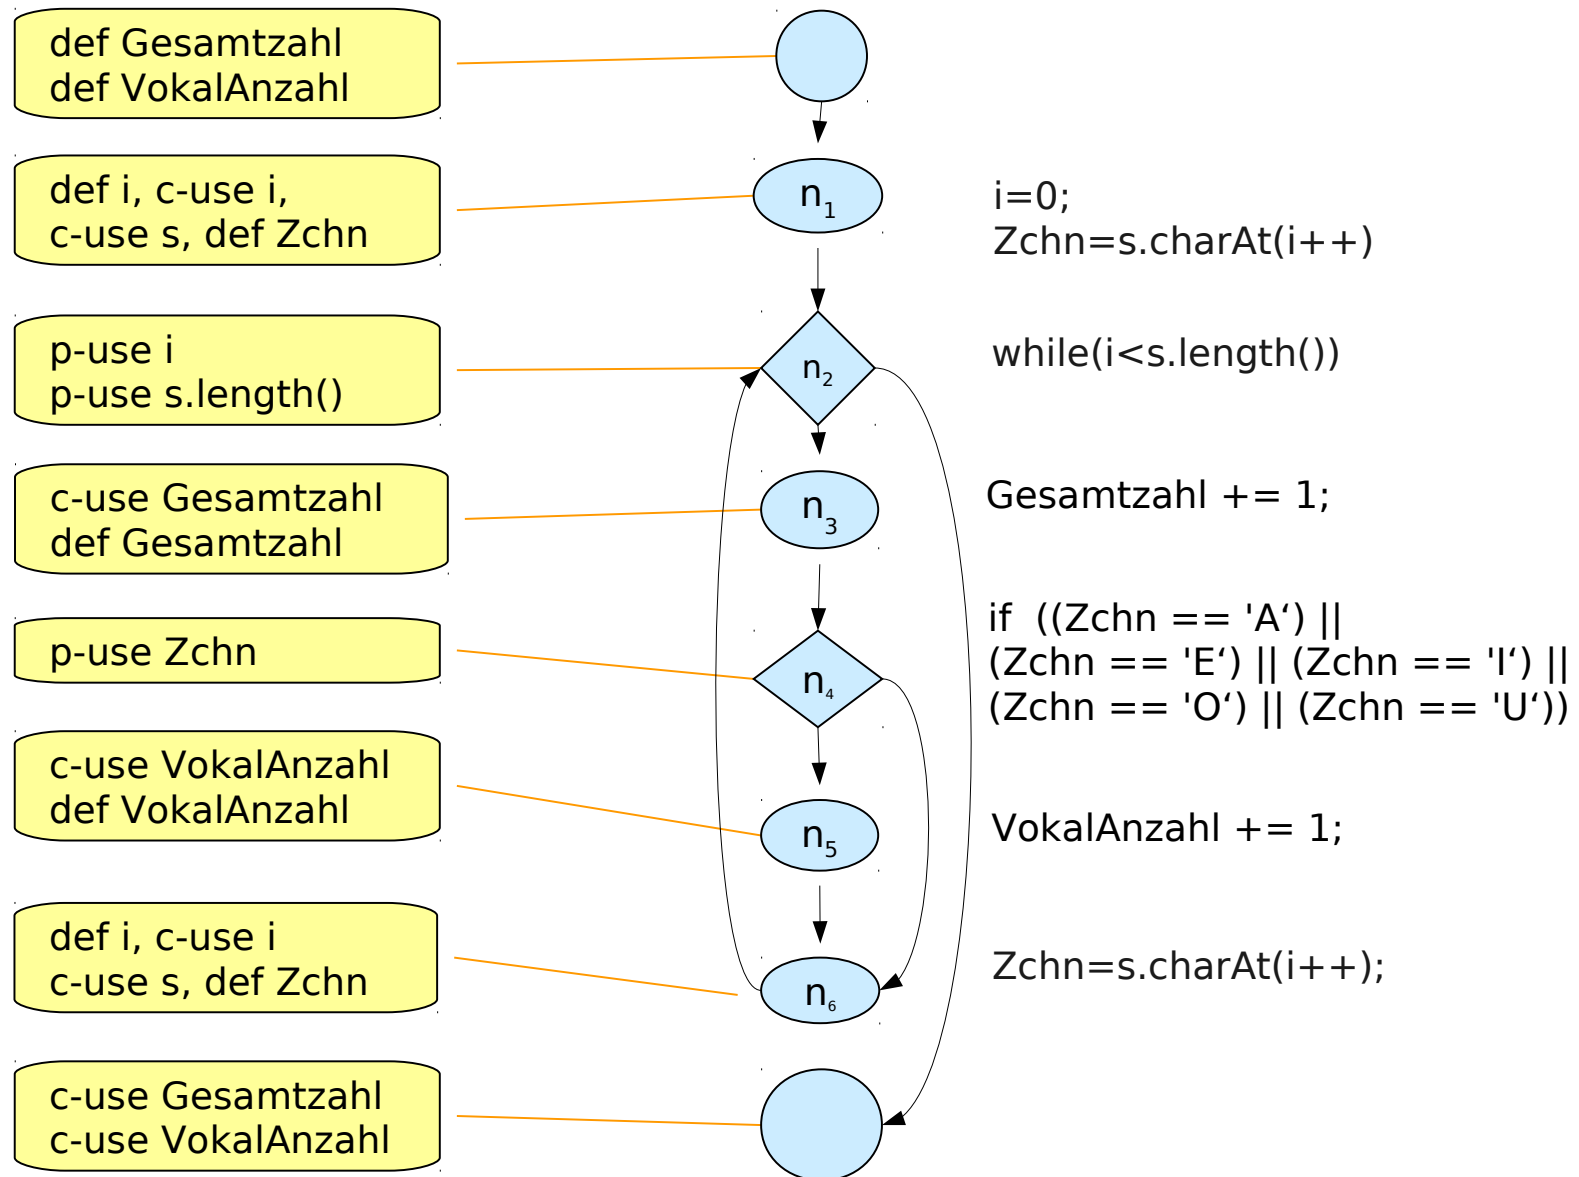 def Gesamtzahl
def VokalAnzahl
def i, c-use i,
c-use s, def Zchn
n1
i=0;
Zchn=s.charAt(i++)
p-use i
p-use s.length()
n2
while(i<s.length())
c-use Gesamtzahl
def Gesamtzahl
n3
Gesamtzahl += 1;
p-use Zchn
n4
if  ((Zchn == 'A‘) ||
(Zchn == 'E‘) || (Zchn == 'I‘) ||
(Zchn == 'O‘) || (Zchn == 'U‘))
c-use VokalAnzahl
def VokalAnzahl
n5
VokalAnzahl += 1;
def i, c-use i
c-use s, def Zchn
n6
Zchn=s.charAt(i++);
c-use Gesamtzahl
c-use VokalAnzahl